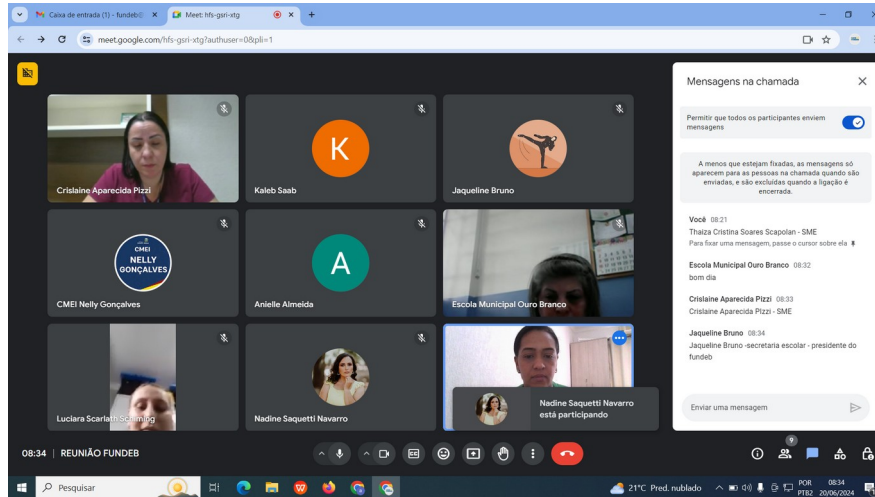 Caixa de entrada (1) - fundeb@
Meet: hfs-gsri-xtg
meet.google.com/hfs-gsri-xtg?authuser=0&pli=1
Crislaine Aparecida Pizzi
K
Kaleb Saab
Jaqueline Bruno
CMEI
NELLY
GONÇALVES
CMEI Nelly Gonçalves
A
Anielle Almeida
Escola Municipal Ouro Branco
Luciara Scarlath
Nadine Saquetti Navarro
Nadine Saquetti Navarro
está participando
Mensagens na chamada
Permitir que todos os participantes enviem
mensagens
A menos que estejam fixadas, as mensagens só
aparecem para as pessoas na chamada quando são
enviadas, e são excluídas quando a ligação é
encerrada.
Você 08:21
Thaiza Cristina Soares Scapolan - SME
Para fixar uma mensagem, passe o cursor sobre ela
Escola Municipal Ouro Branco 08:32
bom dia
Crislaine Aparecida Pizzi 08:33
Crislaine Aparecida PIzzi - SME
Jaqueline Bruno 08:34
Jaqueline Bruno -secretaria escolar - presidente do
fundeb
Enviar uma mensagem
08:34 | REUNIÃO FUNDEB
9
Pesquisar
21°C Pred. nublado
POR
PTB2
08:34
20/06/2024